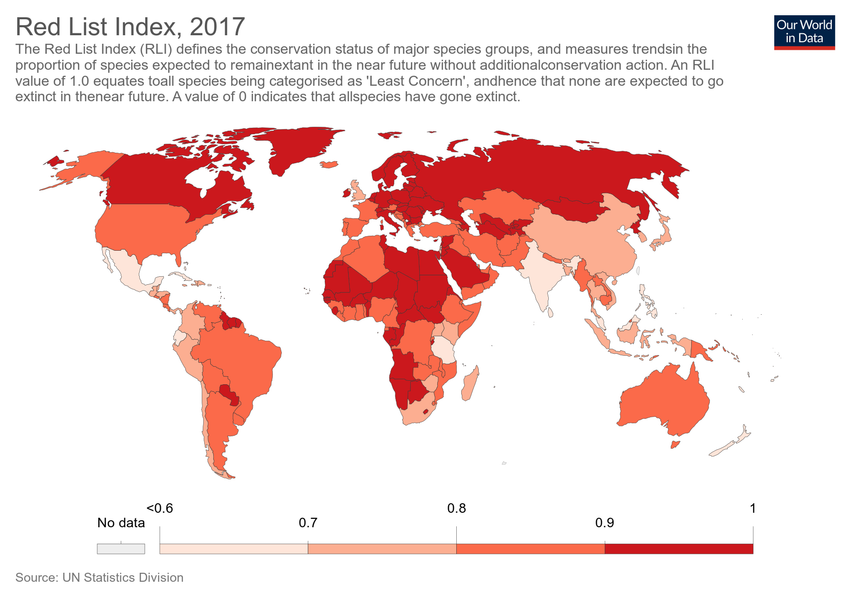 Red List Index, 2017
Our World
in Data
The Red List Index (RLI) defines the conservation status of major species groups, and measures trendsin the
proportion of species expected to remainextant in the near future without additionalconservation action. An RLI
value of 1.0 equates toall species being categorised as 'Least Concern', andhence that none are expected to go
extinct in thenear future. A value of 0 indicates that allspecies have gone extinct.
<0.6 0.8 1
No data 0.7 0.9
Source: UN Statistics Division